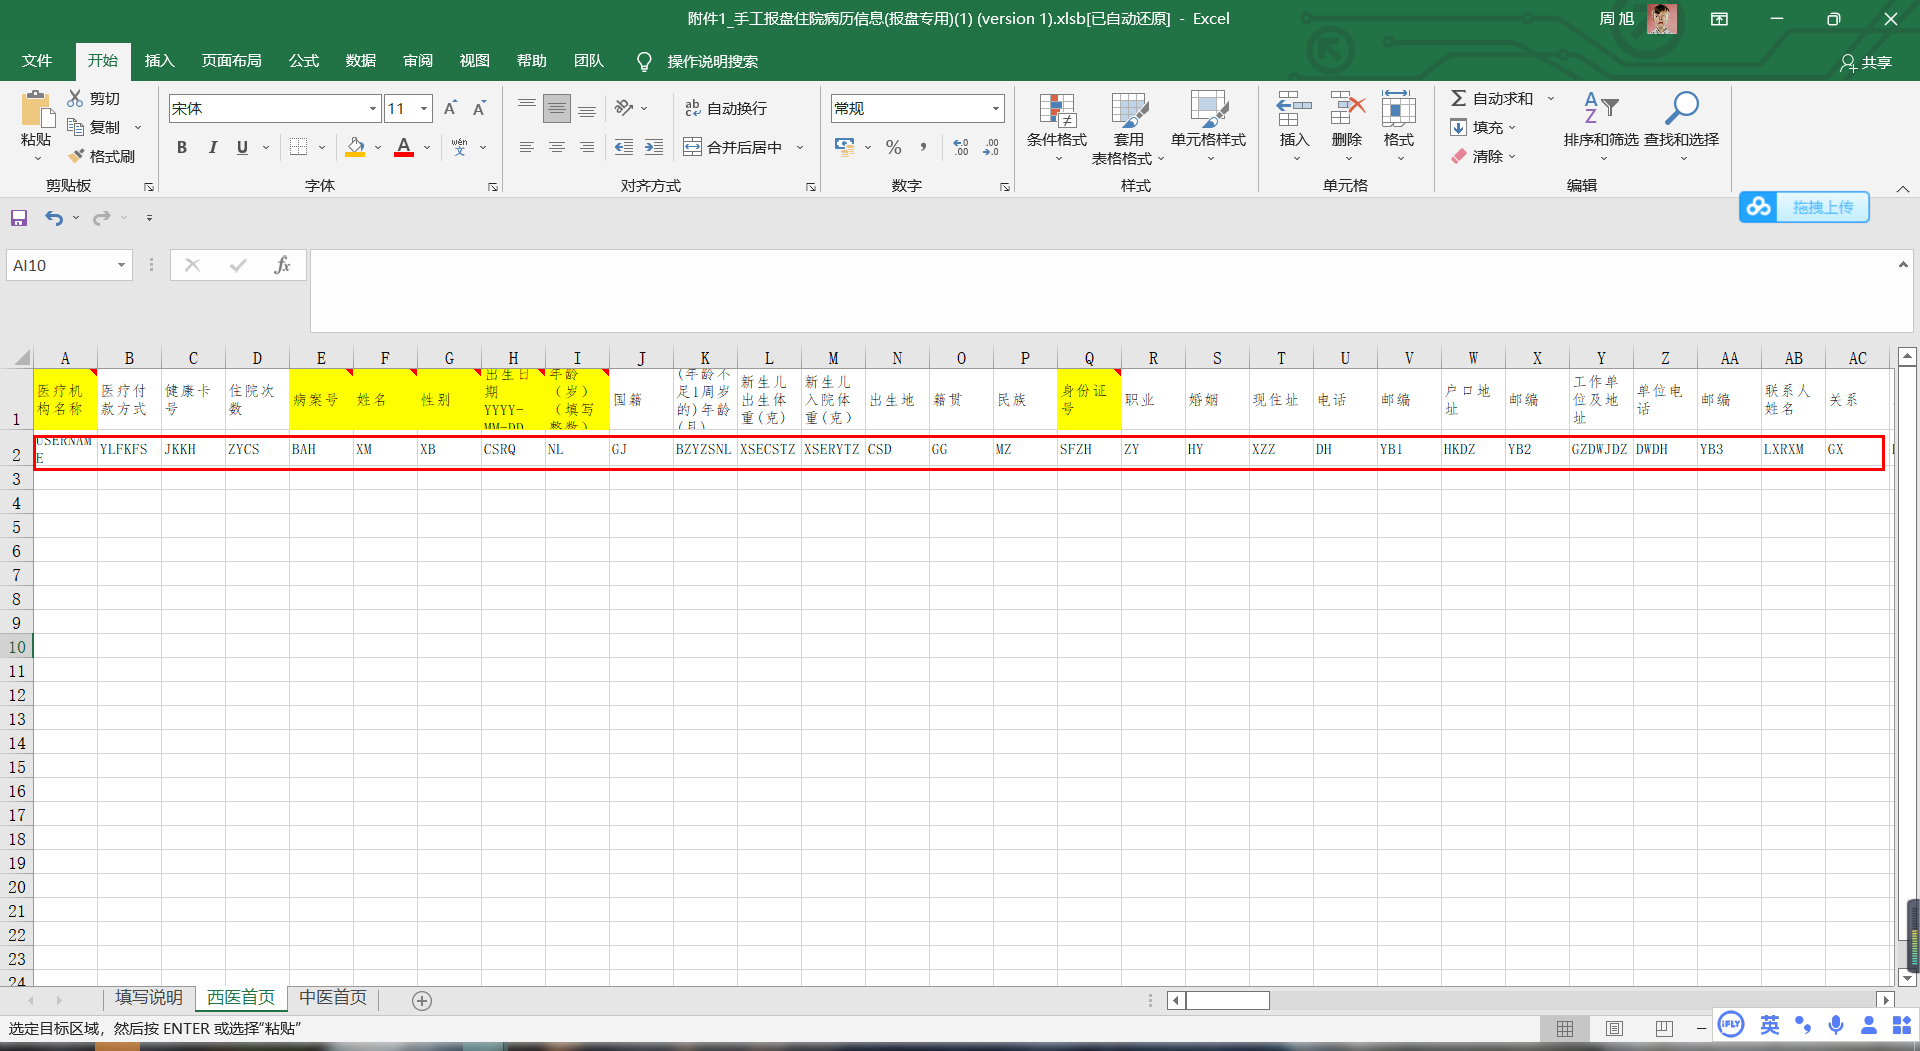 附件1_手工报盘住院病历信息(报盘专用)(1) (version 1).xlsb[已自动还原] - Excel
周 旭
文件 开始 插入 页面布局 公式 数据 审阅 视图 帮助 团队 操作说明搜索 共享
粘贴
剪切
复制
格式刷
剪贴板
宋体 11
B I U A wén 文
字体
ab 自动换行
合并后居中
对齐方式
常规
%
数字
条件格式
套用
表格格式
单元格样式
样式
插入 删除 格式
单元格
自动求和
填充
清除
排序和筛选 查找和选择
编辑
拖拽上传
AI10 fx
A B C D E F G H I J K L M N O P Q R S T U V W X Y Z AA AB AC
1
医疗机构名称
医疗付款方式
健康卡号
住院次数
病案号
姓名
性别
出生日期YYYY-MM-DD
年龄(岁)(填写整数)
国籍
(年龄不足1周岁的)年龄(月)
新生儿出生体重(克)
新生儿入院体重(克)
出生地
籍贯
民族
身份证号
职业
婚姻
现住址
电话
邮编
户口地址
邮编
工作单位及地址
单位电话
邮编
联系人姓名
关系
2 USERNAME YLFKFS JKKH ZYCS BAH XM XB CSRQ NL GJ BZYZSNL XSECSTZ XSERYTZ CSD GG MZ SFZH ZY HY XZZ DH YB1 HKDZ YB2 GZDWJDZ DWDH YB3 LXRXM GX
3
4
5
6
7
8
9
10
11
12
13
14
15
16
17
18
19
20
21
22
23
24
填写说明 西医首页 中医首页
选定目标区域，然后按 ENTER 或选择"粘贴"
iFLY 英